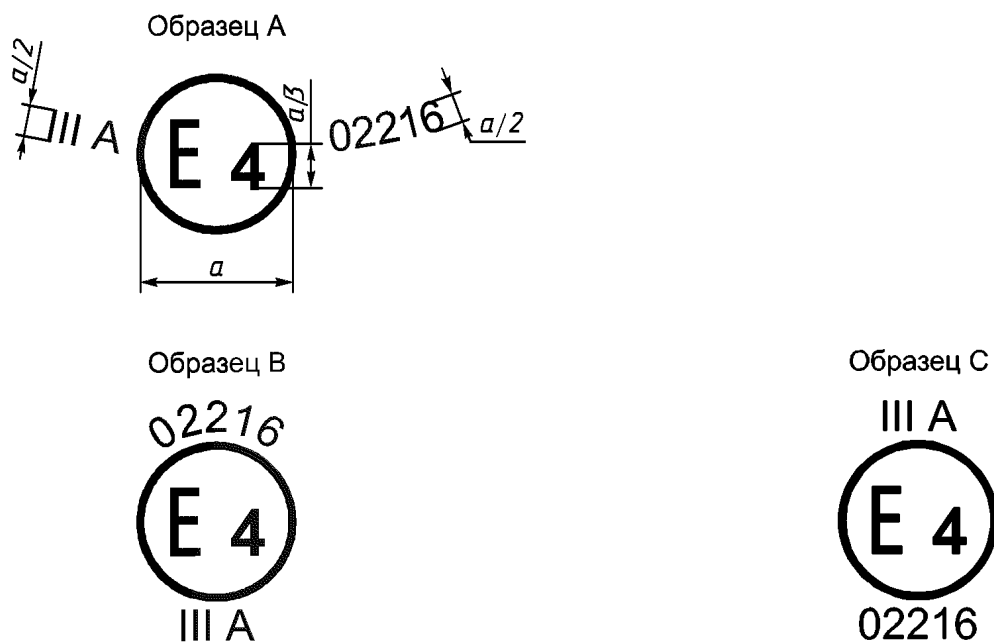 Образец А
a/2
III A
E 4
a/3
02216
a/2
a
Образец В
02216
E 4
III A
Образец С
III A
E 4
02216